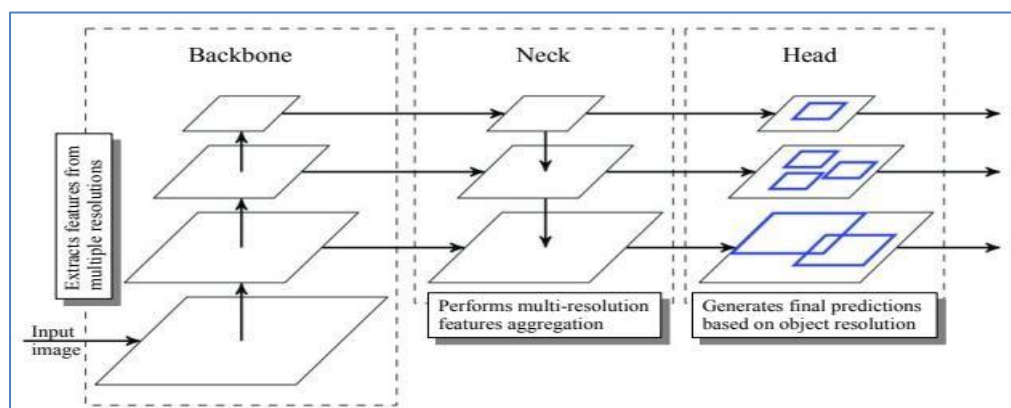 Backbone
Neck
Head
Extracts features from
multiple resolutions
Input
image
Performs multi-resolution
features aggregation
Generates final predictions
based on object resolution